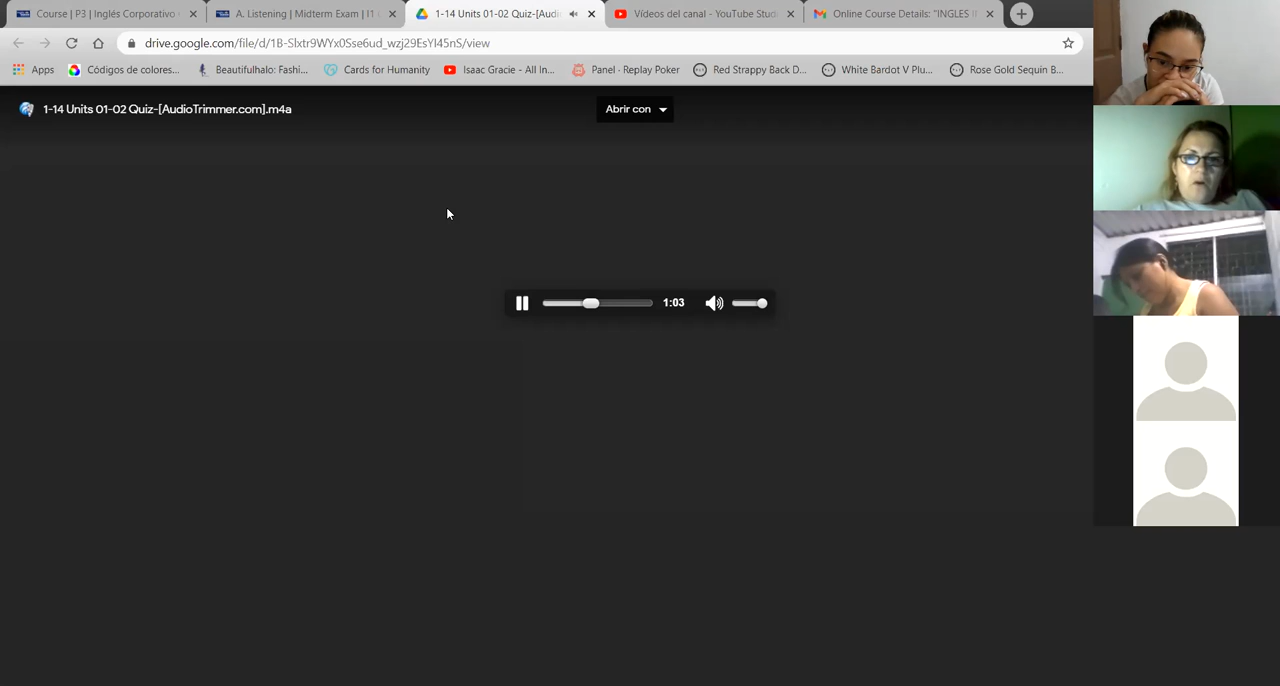 Course | P3 | Inglés Corporativo
A. Listening | Midterm Exam | I1
1-14 Units 01-02 Quiz-[Audi
Vídeos del canal - YouTube Stud
Online Course Details: "INGLES I
drive.google.com/file/d/1B-Slxtr9WYx0Sse6ud_wzj29EsYI45nS/view
Apps
Códigos de colores...
Beautifulhalo: Fashi...
Cards for Humanity
Isaac Gracie - All In...
Panel · Replay Poker
Red Strappy Back D...
White Bardot V Plu...
Rose Gold Sequin B...
1-14 Units 01-02 Quiz-[AudioTrimmer.com].m4a
Abrir con
1:03